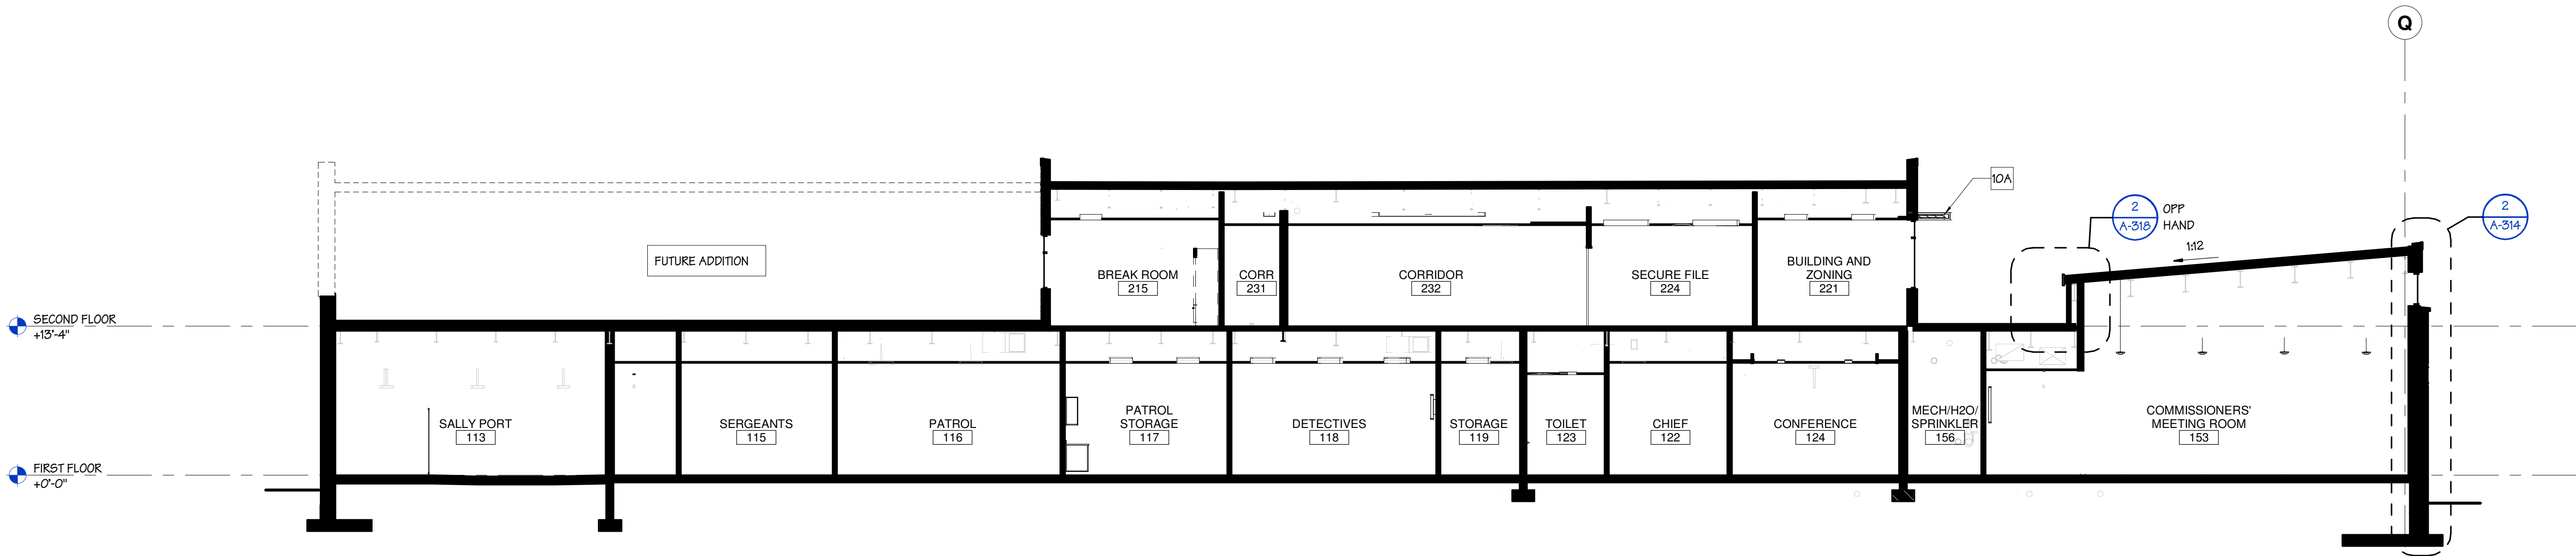 Q
10A
2
A-318
OPP
HAND
2
A-314
1:12
FUTURE ADDITION
BREAK ROOM
215
CORR
231
CORRIDOR
232
SECURE FILE
224
BUILDING AND
ZONING
221
SECOND FLOOR
+13'-4"
SALLY PORT
113
SERGEANTS
115
PATROL
116
PATROL
STORAGE
117
DETECTIVES
118
STORAGE
119
TOILET
123
CHIEF
122
CONFERENCE
124
MECH/H2O/
SPRINKLER
156
COMMISSIONERS'
MEETING ROOM
153
FIRST FLOOR
+0'-0"